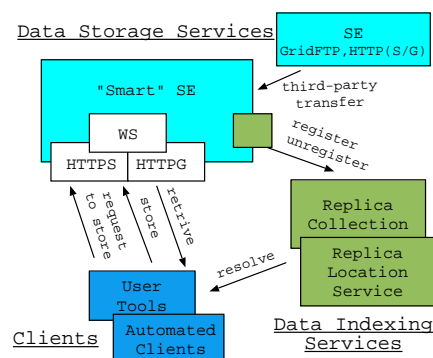 Data Storage Services
SE
GridFTP,HTTP(S/G)
"Smart" SE
third-party
transfer
WS
HTTPS
HTTPG
register
unregister
request
to store
store
retrive
Replica
Collection
Replica
Location
Service
resolve
User
Tools
Automated
Clients
Clients
Data Indexing
Services